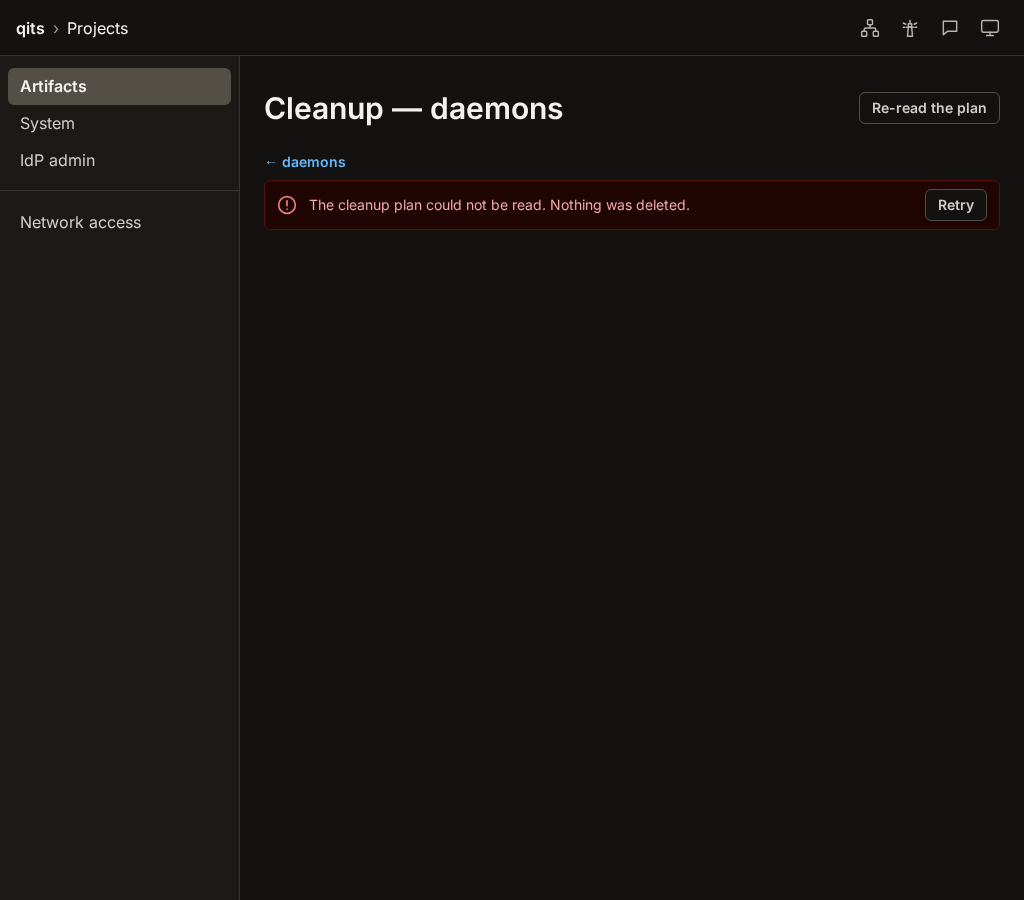 qits › Projects
Artifacts
System
IdP admin
Network access
Cleanup — daemons
Re-read the plan
← daemons
The cleanup plan could not be read. Nothing was deleted.
Retry